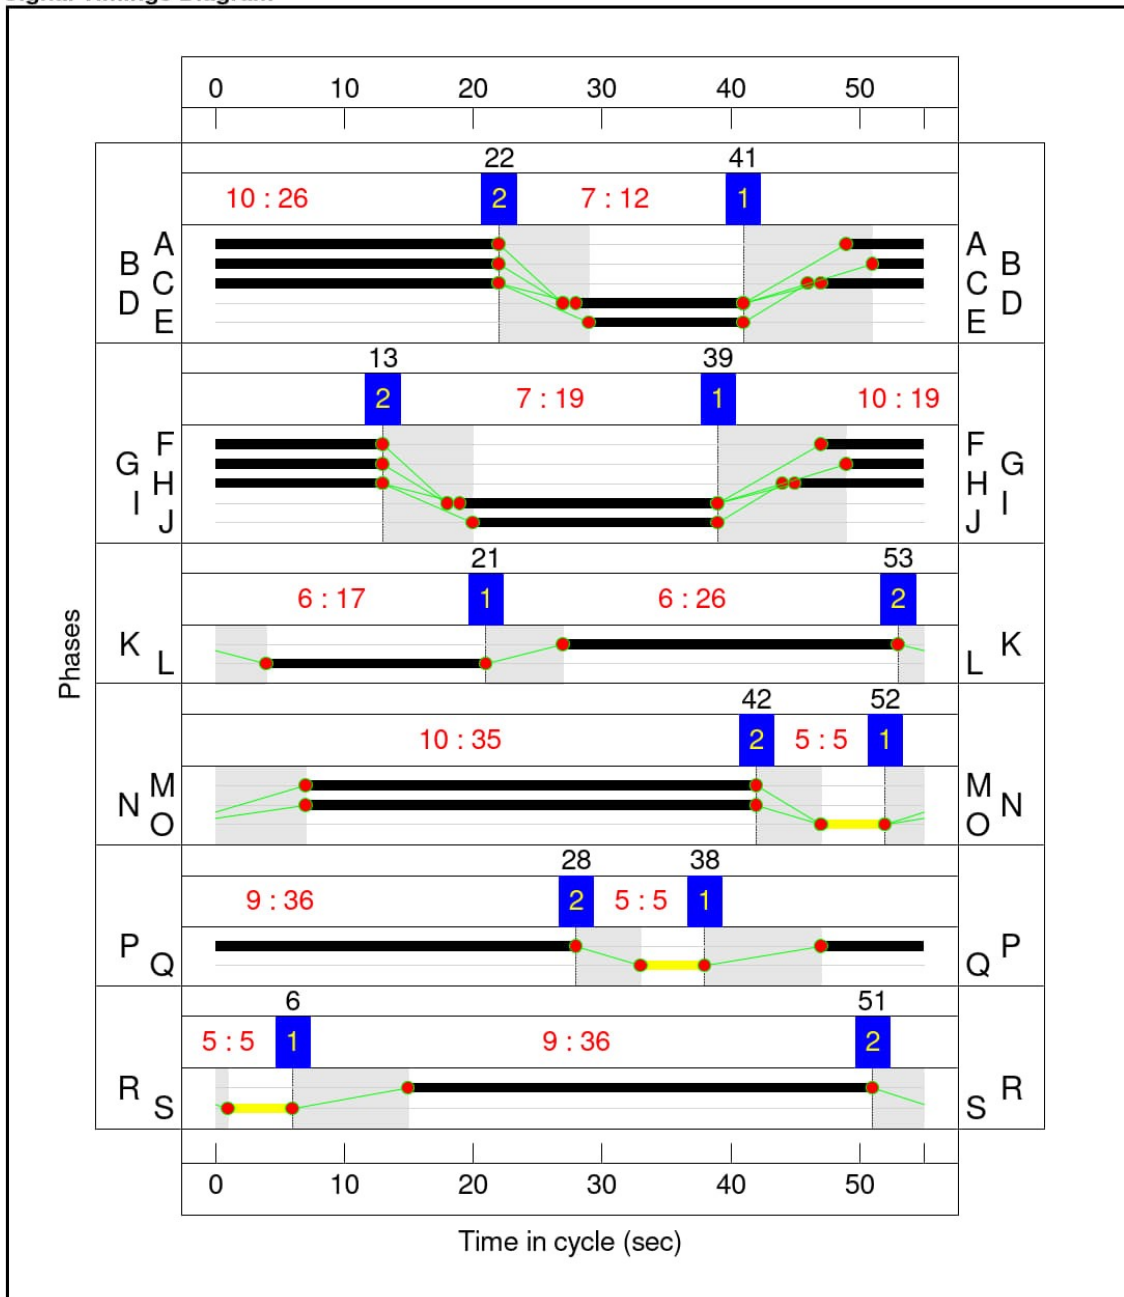 Signal Timings Diagram
0 10 20 30 40 50
22 41
10 : 26 2 7 : 12 1
A A
B B
C C
D D
E E
13 39
2 7 : 19 1 10 : 19
F F
G G
H H
I I
J J
21 53
6 : 17 1 6 : 26 2
K K
L L
Phases
42 52
10 : 35 2 5 : 5 1
M M
N N
O O
28 38
9 : 36 2 5 : 5 1
P P
Q Q
6 51
5 : 5 1 9 : 36 2
R R
S S
0 10 20 30 40 50
Time in cycle (sec)